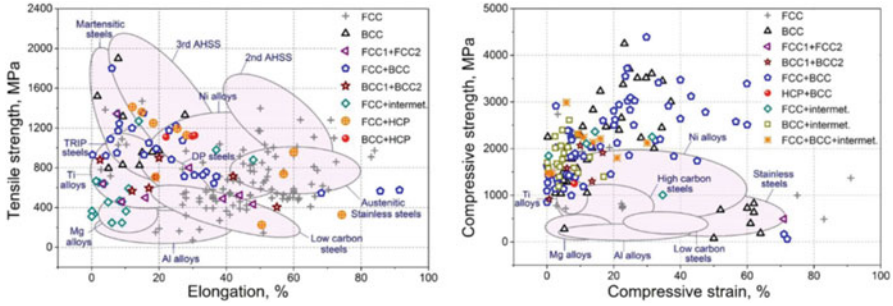 Martensitic
steels
3rd AHSS
2nd AHSS
Ni alloys
TRIP
steels
DP steels
Ti
alloys
Mg
alloys
Al alloys
Low carbon
steels
Austenitic
Stainless steels
FCC
BCC
FCC1+FCC2
FCC+BCC
BCC1+BCC2
FCC+intermet.
FCC+HCP
BCC+HCP
Tensile strength, MPa
2400
2000
1600
1200
800
400
0
0
20
40
60
80
100
Elongation, %
FCC
BCC
FCC1+FCC2
BCC1+BCC2
FCC+BCC
HCP+BCC
FCC+intermet.
BCC+intermet.
FCC+BCC+intermet.
Ni alloys
High carbon
steels
Stainless
steels
Ti
alloys
Mg alloys
Al alloys
Low carbon
steels
Compressive strength, MPa
5000
4000
3000
2000
1000
0
0
20
40
60
80
100
Compressive strain, %